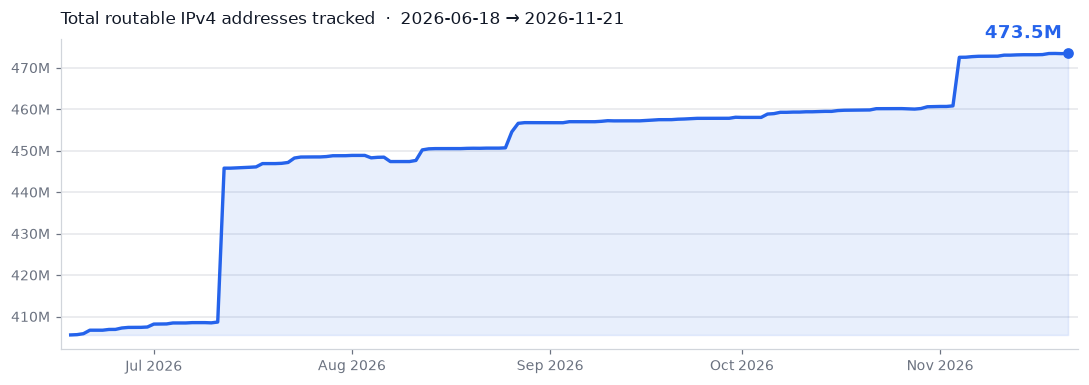 Total routable IPv4 addresses tracked · 2026-06-18 → 2026-11-21
473.5M
470M
460M
450M
440M
430M
420M
410M
Jul 2026 Aug 2026 Sep 2026 Oct 2026 Nov 2026